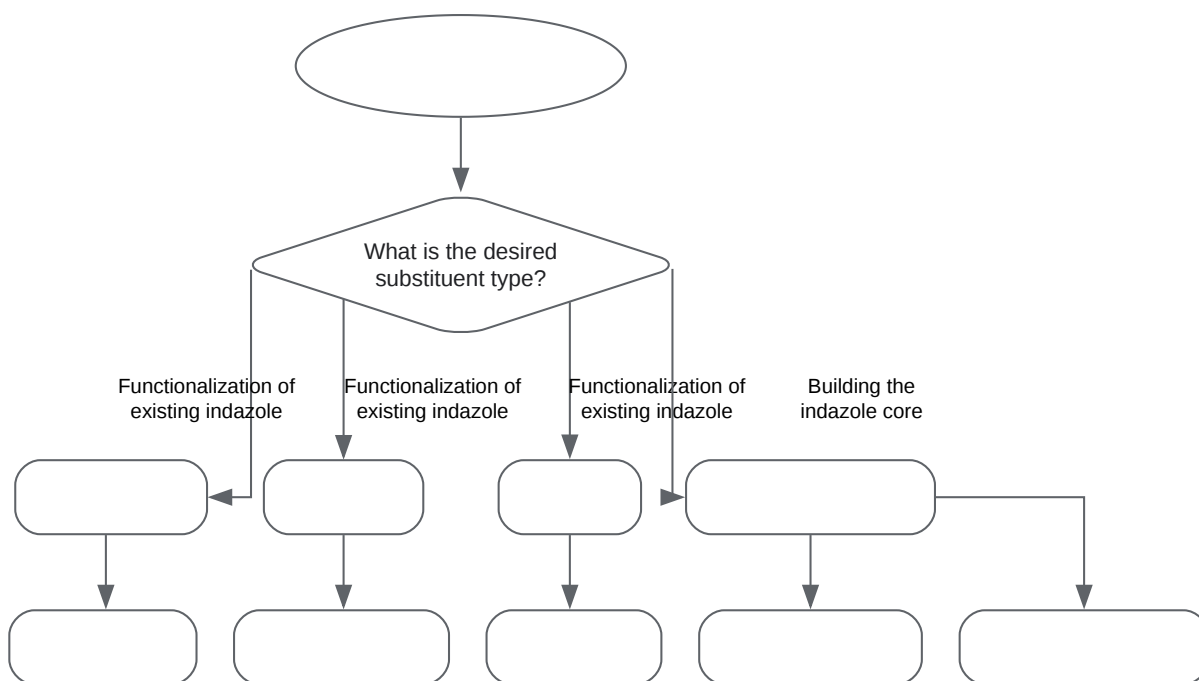 What is the desired
substituent type?
Functionalization of
existing indazole
Functionalization of
existing indazole
Functionalization of
existing indazole
Building the
indazole core